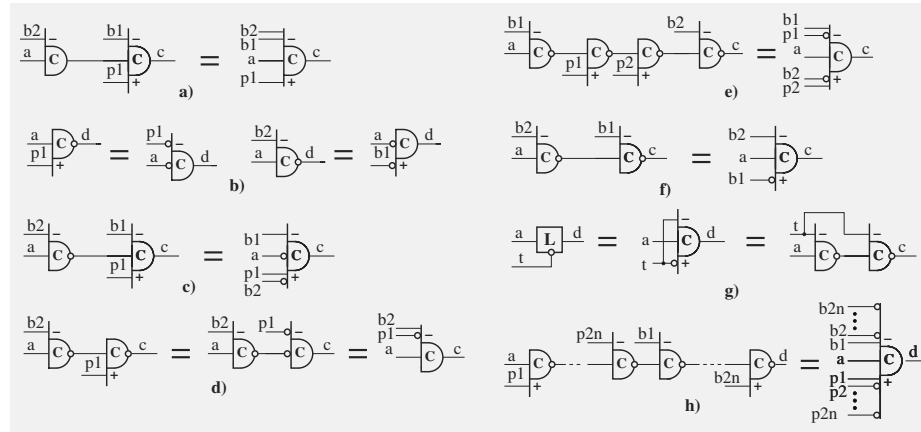 b2 − b1 − b2 b1 −
a C C c = a C c
p1 + p1 +
a)
a C d = p1 − b2 − a − d
p1 + a C d a C d = b1 C +
b)
b2 − b1 − b1 −
a C C c = a C c
p1 + p1 + b2
c)
b2 − b2 − p1 − b2 p1 −
a C C c = a C C c = a C c
p1 +
d)
b1 − b2 − b1 p1 −
a C C C C c = a C c
p1 + p2 + b2 + p2
e)
b2 − b1 − b2 −
a C C c = a C c
b1 +
f)
a L d = − a C d = t − − a C C c
t t +
g)
b2n
b2 −
p2n − b1 − b1
a C C C C d = a C d
p1 + b2n + p1 +
p2
p2n
h)